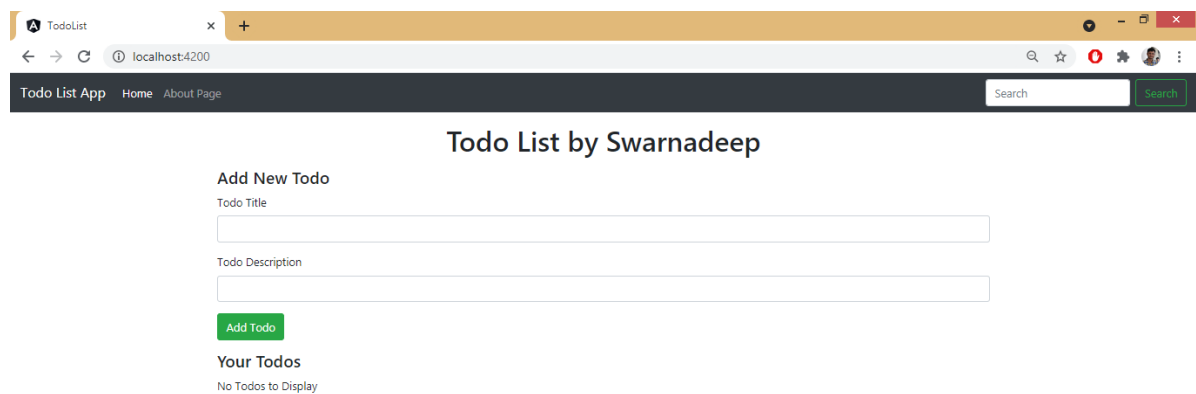 TodoList
localhost:4200
Todo List App Home About Page Search Search
Todo List by Swarnadeep
Add New Todo
Todo Title
Todo Description
Add Todo
Your Todos
No Todos to Display